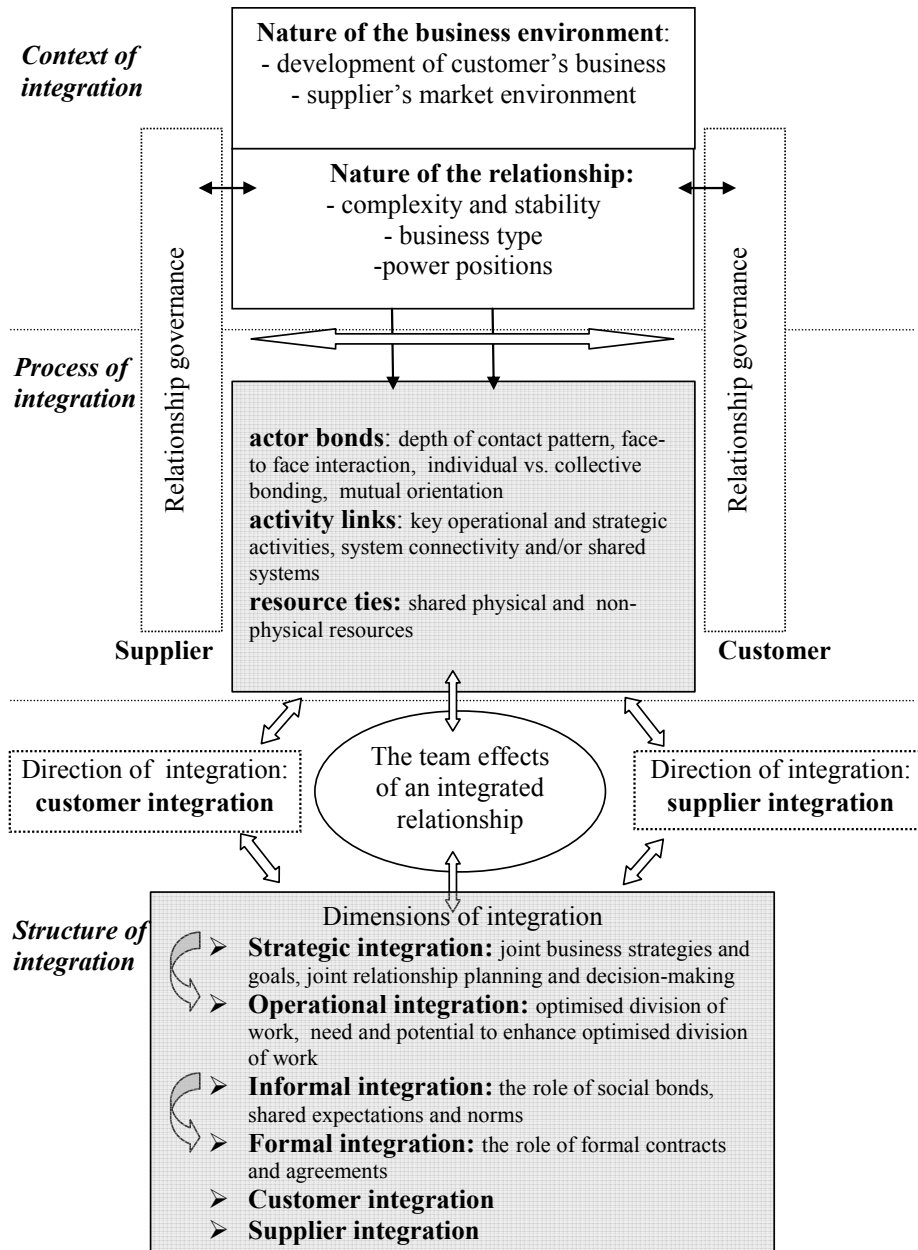 Context of
integration
Nature of the business environment:
- development of customer's business
- supplier's market environment
Nature of the relationship:
- complexity and stability
- business type
-power positions
Relationship governance
Relationship governance
Process of
integration
actor bonds: depth of contact pattern, face-
to face interaction, individual vs. collective
bonding, mutual orientation
activity links: key operational and strategic
activities, system connectivity and/or shared
systems
resource ties: shared physical and non-
physical resources
Supplier
Customer
Direction of integration:
customer integration
The team effects
of an integrated
relationship
Direction of integration:
supplier integration
Structure of
integration
Dimensions of integration
➢ Strategic integration: joint business strategies and
goals, joint relationship planning and decision-making
➢ Operational integration: optimised division of
work, need and potential to enhance optimised division
of work
➢ Informal integration: the role of social bonds,
shared expectations and norms
➢ Formal integration: the role of formal contracts
and agreements
➢ Customer integration
➢ Supplier integration